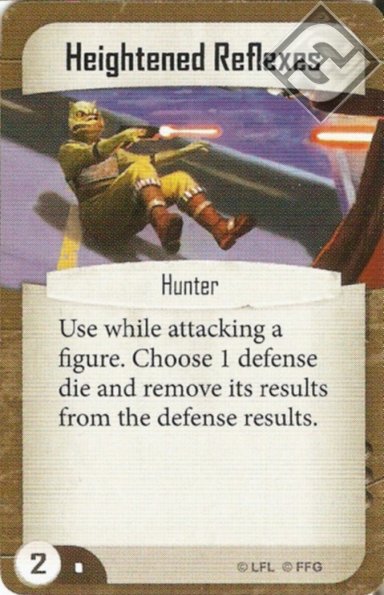 Heightened Reflexes
Hunter
Use while attacking a
figure. Choose 1 defense
die and remove its results
from the defense results.
2
© LFL © FFG